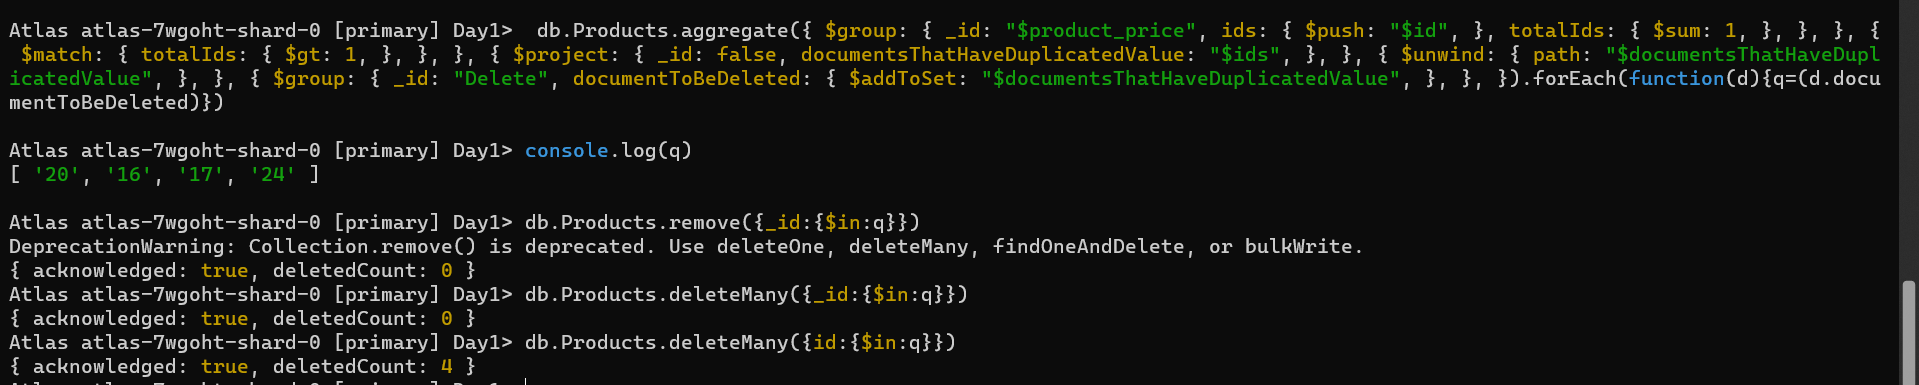 Atlas atlas-7wgoht-shard-0 [primary] Day1>  db.Products.aggregate({ $group: { _id: "$product_price", ids: { $push: "$id", }, totalIds: { $sum: 1, }, }, }, {
 $match: { totalIds: { $gt: 1, }, }, }, { $project: { _id: false, documentsThatHaveDuplicatedValue: "$ids", }, }, { $unwind: { path: "$documentsThatHaveDupl
icatedValue", }, }, { $group: { _id: "Delete", documentToBeDeleted: { $addToSet: "$documentsThatHaveDuplicatedValue", }, }, }).forEach(function(d){q=(d.docu
mentToBeDeleted)})
Atlas atlas-7wgoht-shard-0 [primary] Day1> console.log(q)
[ '20', '16', '17', '24' ]
Atlas atlas-7wgoht-shard-0 [primary] Day1> db.Products.remove({_id:{$in:q}})
DeprecationWarning: Collection.remove() is deprecated. Use deleteOne, deleteMany, findOneAndDelete, or bulkWrite.
{ acknowledged: true, deletedCount: 0 }
Atlas atlas-7wgoht-shard-0 [primary] Day1> db.Products.deleteMany({_id:{$in:q}})
{ acknowledged: true, deletedCount: 0 }
Atlas atlas-7wgoht-shard-0 [primary] Day1> db.Products.deleteMany({id:{$in:q}})
{ acknowledged: true, deletedCount: 4 }